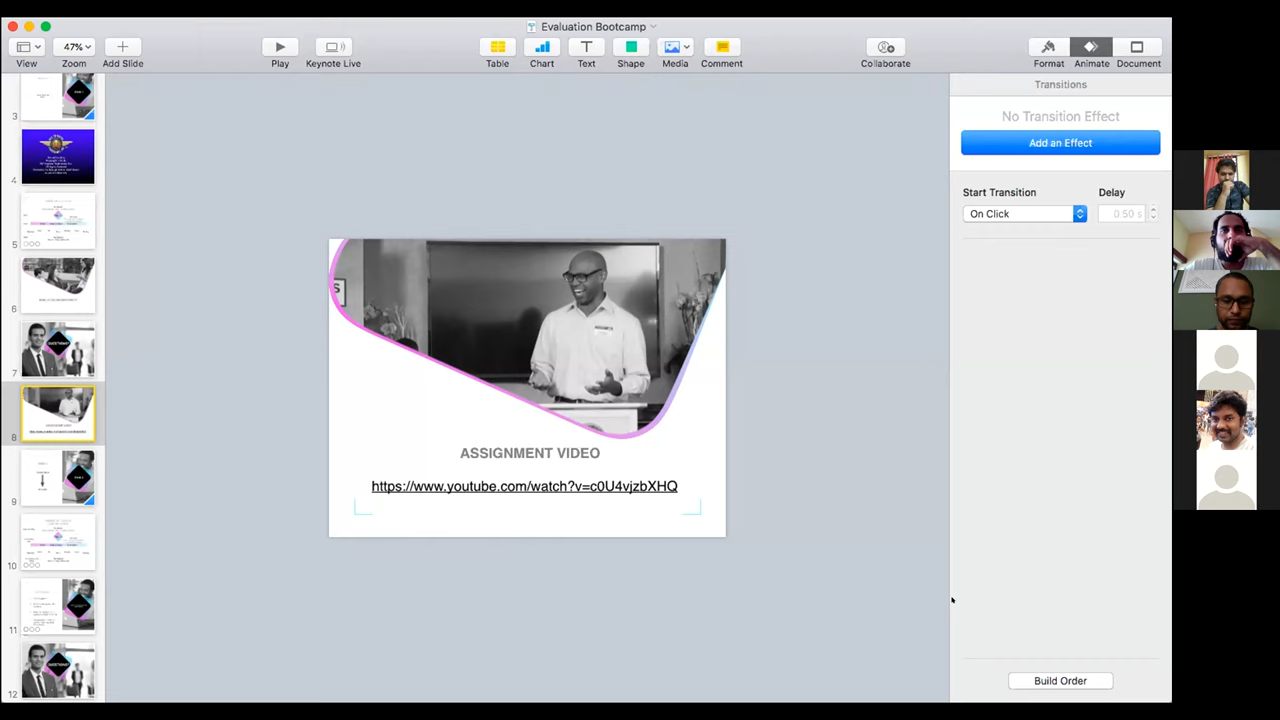 Evaluation Bootcamp
47%
View
Zoom
Add Slide
Play
Keynote Live
Table
Chart
Text
Shape
Media
Comment
Collaborate
Format
Animate
Document
Transitions
No Transition Effect
Add an Effect
Start Transition
Delay
On Click
0.50 s
Build Order
3
4
5
6
7
8
9
10
11
12
S
ASSIGNMENT VIDEO
https://www.youtube.com/watch?v=c0U4vjzbXHQ